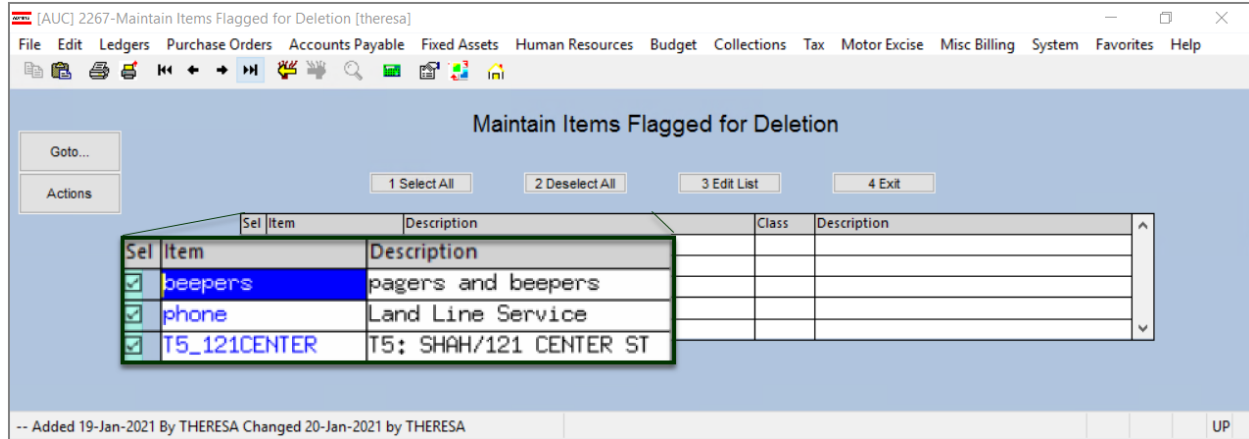 [AUC] 2267-Maintain Items Flagged for Deletion [theresa]
File Edit Ledgers Purchase Orders Accounts Payable Fixed Assets Human Resources Budget Collections Tax Motor Excise Misc Billing System Favorites Help
Maintain Items Flagged for Deletion
Goto...
Actions
1 Select All 2 Deselect All 3 Edit List 4 Exit
Sel Item Description Class Description
Sel Item Description
beepers pagers and beepers
phone Land Line Service
T5_121CENTER T5: SHAH/121 CENTER ST
-- Added 19-Jan-2021 By THERESA Changed 20-Jan-2021 by THERESA UP